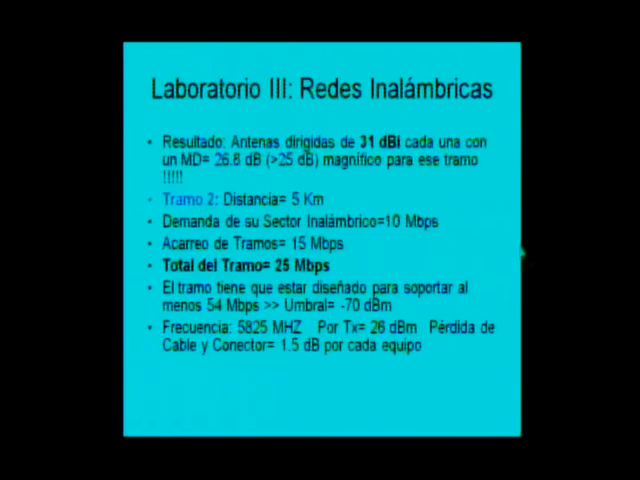 Laboratorio III: Redes Inalámbricas
• Resultado: Antenas dirigidas de 31 dBi cada una con
un MD= 26.8 dB (>25 dB) magnífico para ese tramo
!!!!!
• Tramo 2: Distancia= 5 Km
• Demanda de su Sector Inalámbrico=10 Mbps
• Acarreo de Tramos= 15 Mbps
• Total del Tramo= 25 Mbps
• El tramo tiene que estar diseñado para soportar al
menos 54 Mbps >> Umbral= -70 dBm
• Frecuencia: 5825 MHZ Por Tx= 26 dBm Pérdida de
Cable y Conector= 1.5 dB por cada equipo